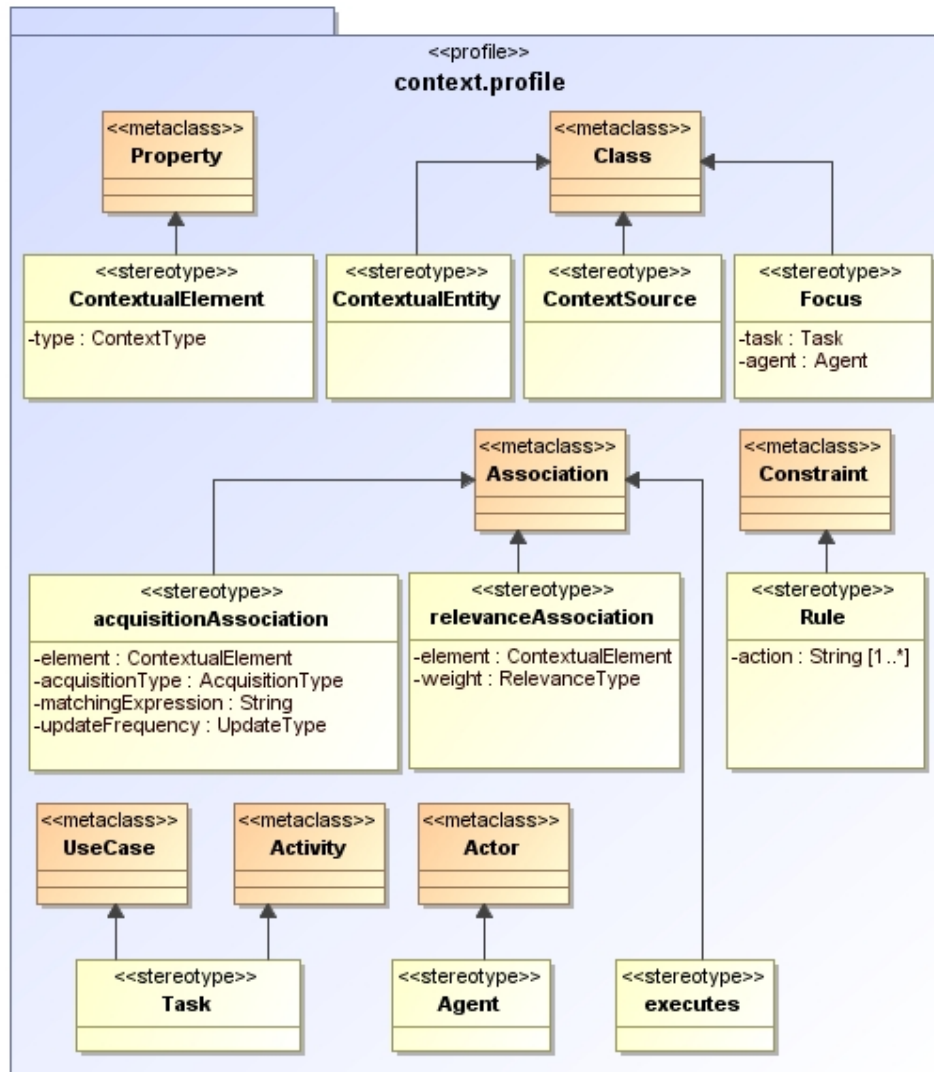 <<profile>>
context.profile
<<metaclass>>
Property
<<metaclass>>
Class
<<stereotype>>
ContextualElement
-type : ContextType
<<stereotype>>
ContextualEntity
<<stereotype>>
ContextSource
<<stereotype>>
Focus
-task : Task
-agent : Agent
<<metaclass>>
Association
<<metaclass>>
Constraint
<<stereotype>>
acquisitionAssociation
-element : ContextualElement
-acquisitionType : AcquisitionType
-matchingExpression : String
-updateFrequency : UpdateType
<<stereotype>>
relevanceAssociation
-element : ContextualElement
-weight : RelevanceType
<<stereotype>>
Rule
-action : String [1..*]
<<metaclass>>
UseCase
<<metaclass>>
Activity
<<metaclass>>
Actor
<<stereotype>>
Task
<<stereotype>>
Agent
<<stereotype>>
executes